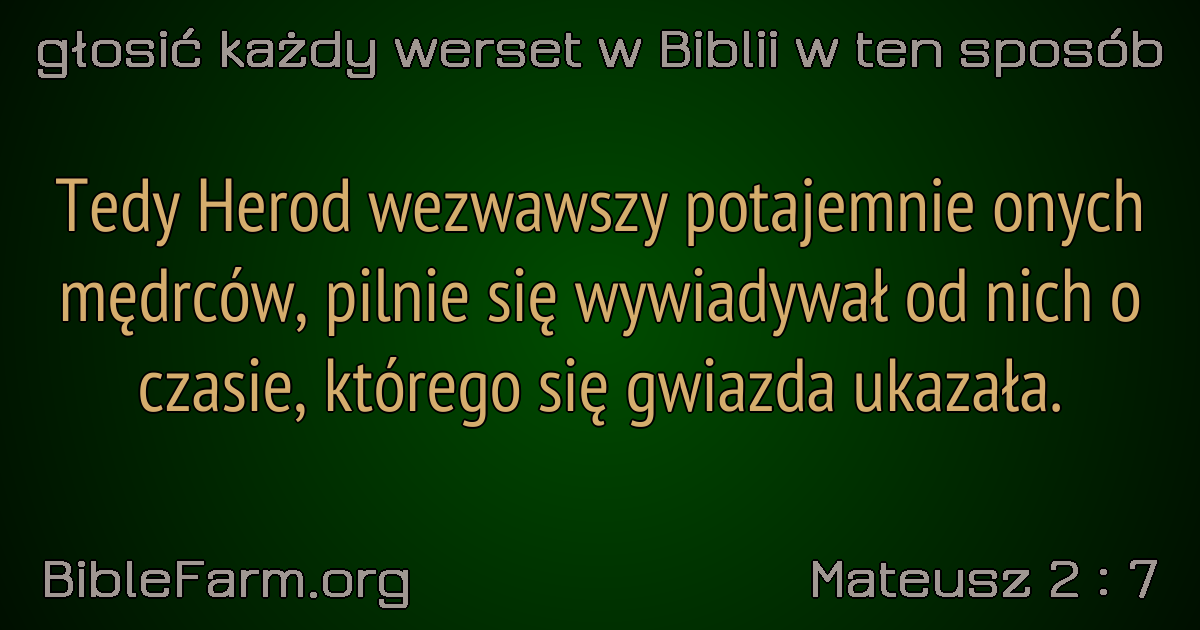 głosić każdy werset w Biblii w ten sposób
Tedy Herod wezwawszy potajemnie onych
mędrców, pilnie się wywiadywał od nich o
czasie, którego się gwiazda ukazała.
BibleFarm.org
Mateusz 2 : 7